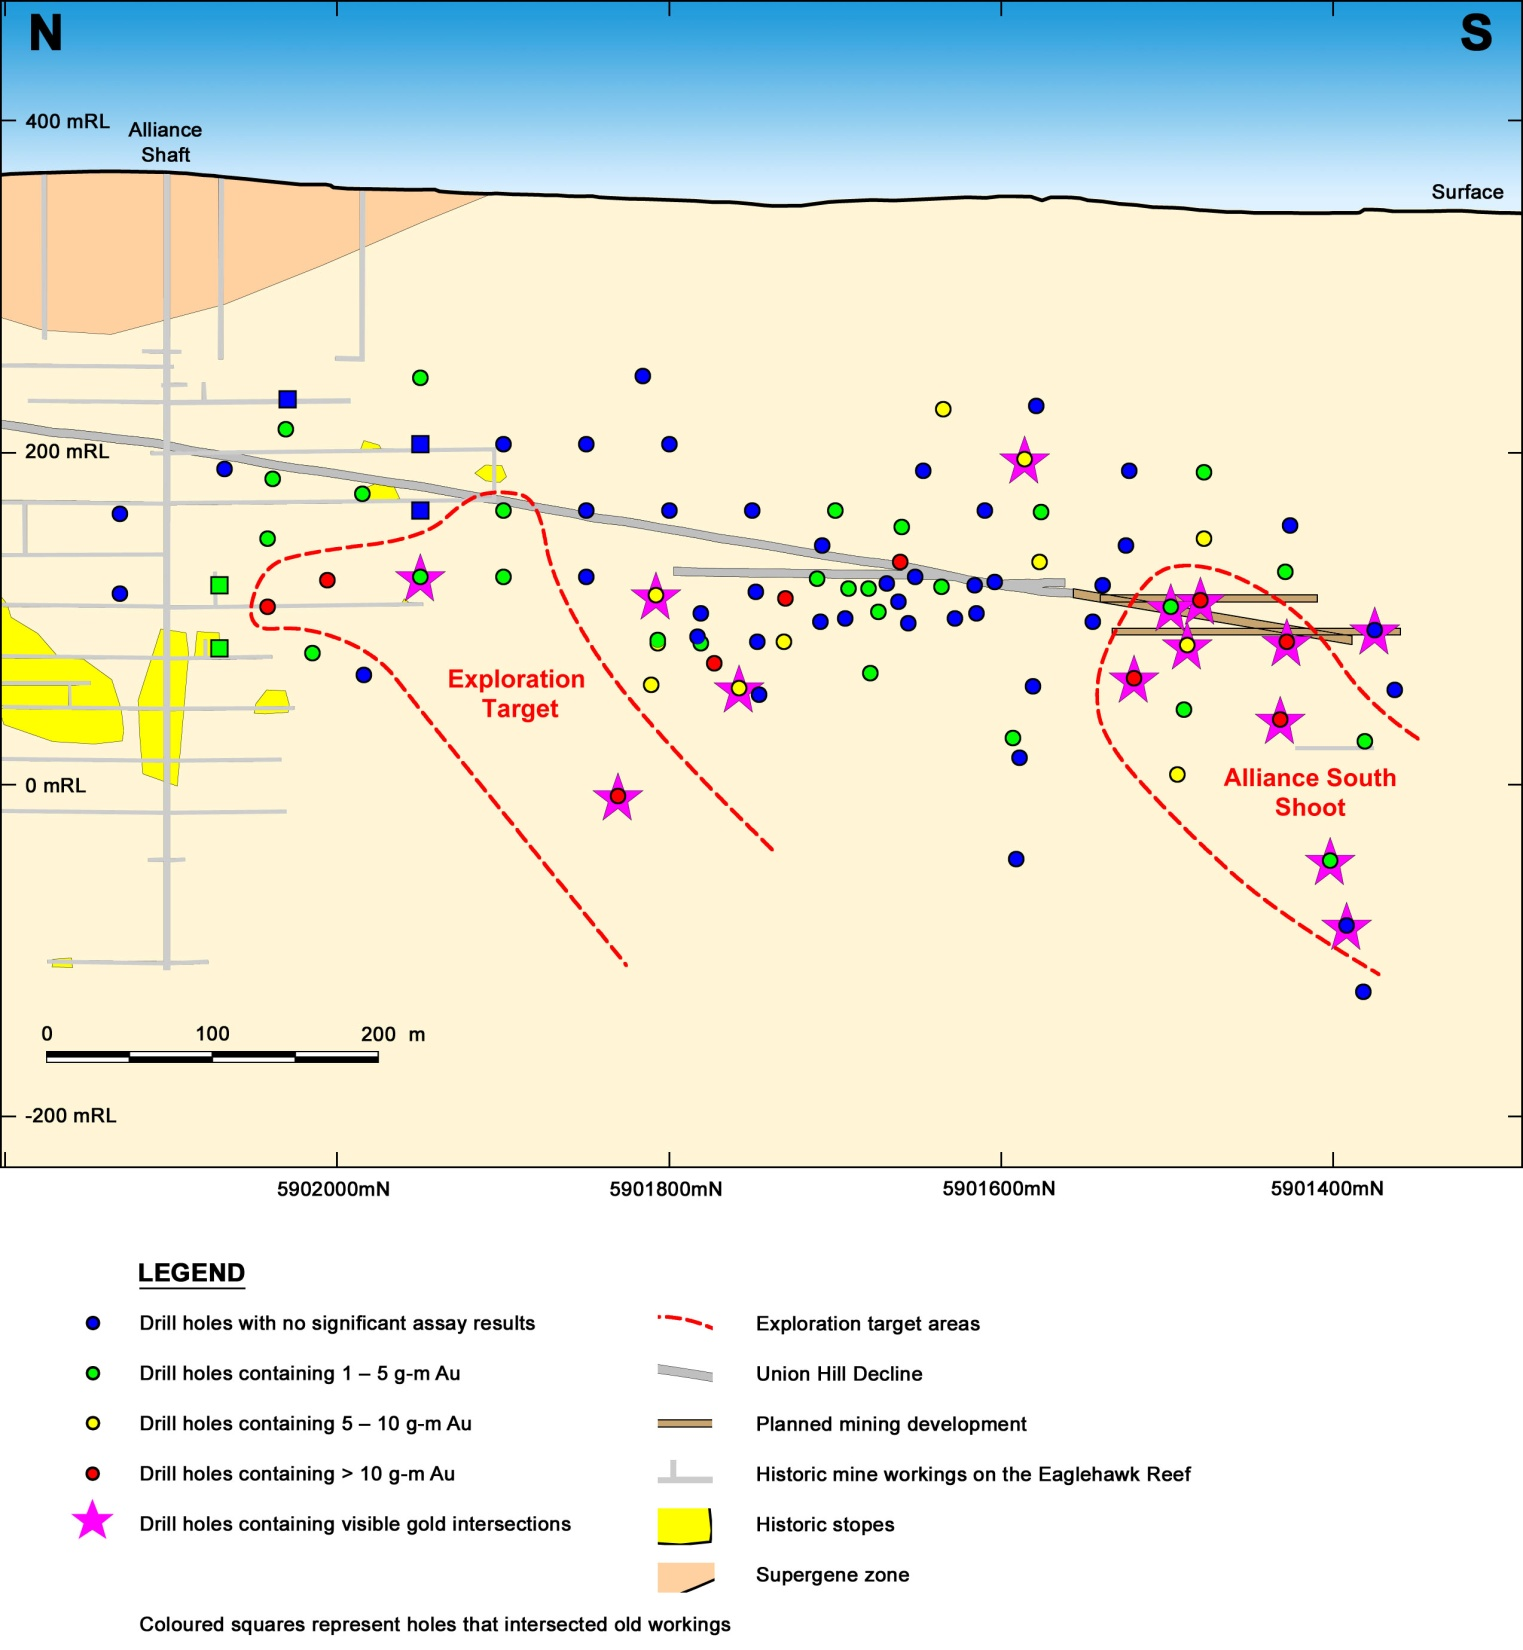 N
S
400 mRL
Alliance
Shaft
Surface
200 mRL
Exploration
Target
Alliance South
Shoot
0 mRL
0 100 200 m
-200 mRL
5902000mN 5901800mN 5901600mN 5901400mN
LEGEND
Drill holes with no significant assay results
Drill holes containing 1 – 5 g-m Au
Drill holes containing 5 – 10 g-m Au
Drill holes containing > 10 g-m Au
Drill holes containing visible gold intersections
Exploration target areas
Union Hill Decline
Planned mining development
Historic mine workings on the Eaglehawk Reef
Historic stopes
Supergene zone
Coloured squares represent holes that intersected old workings